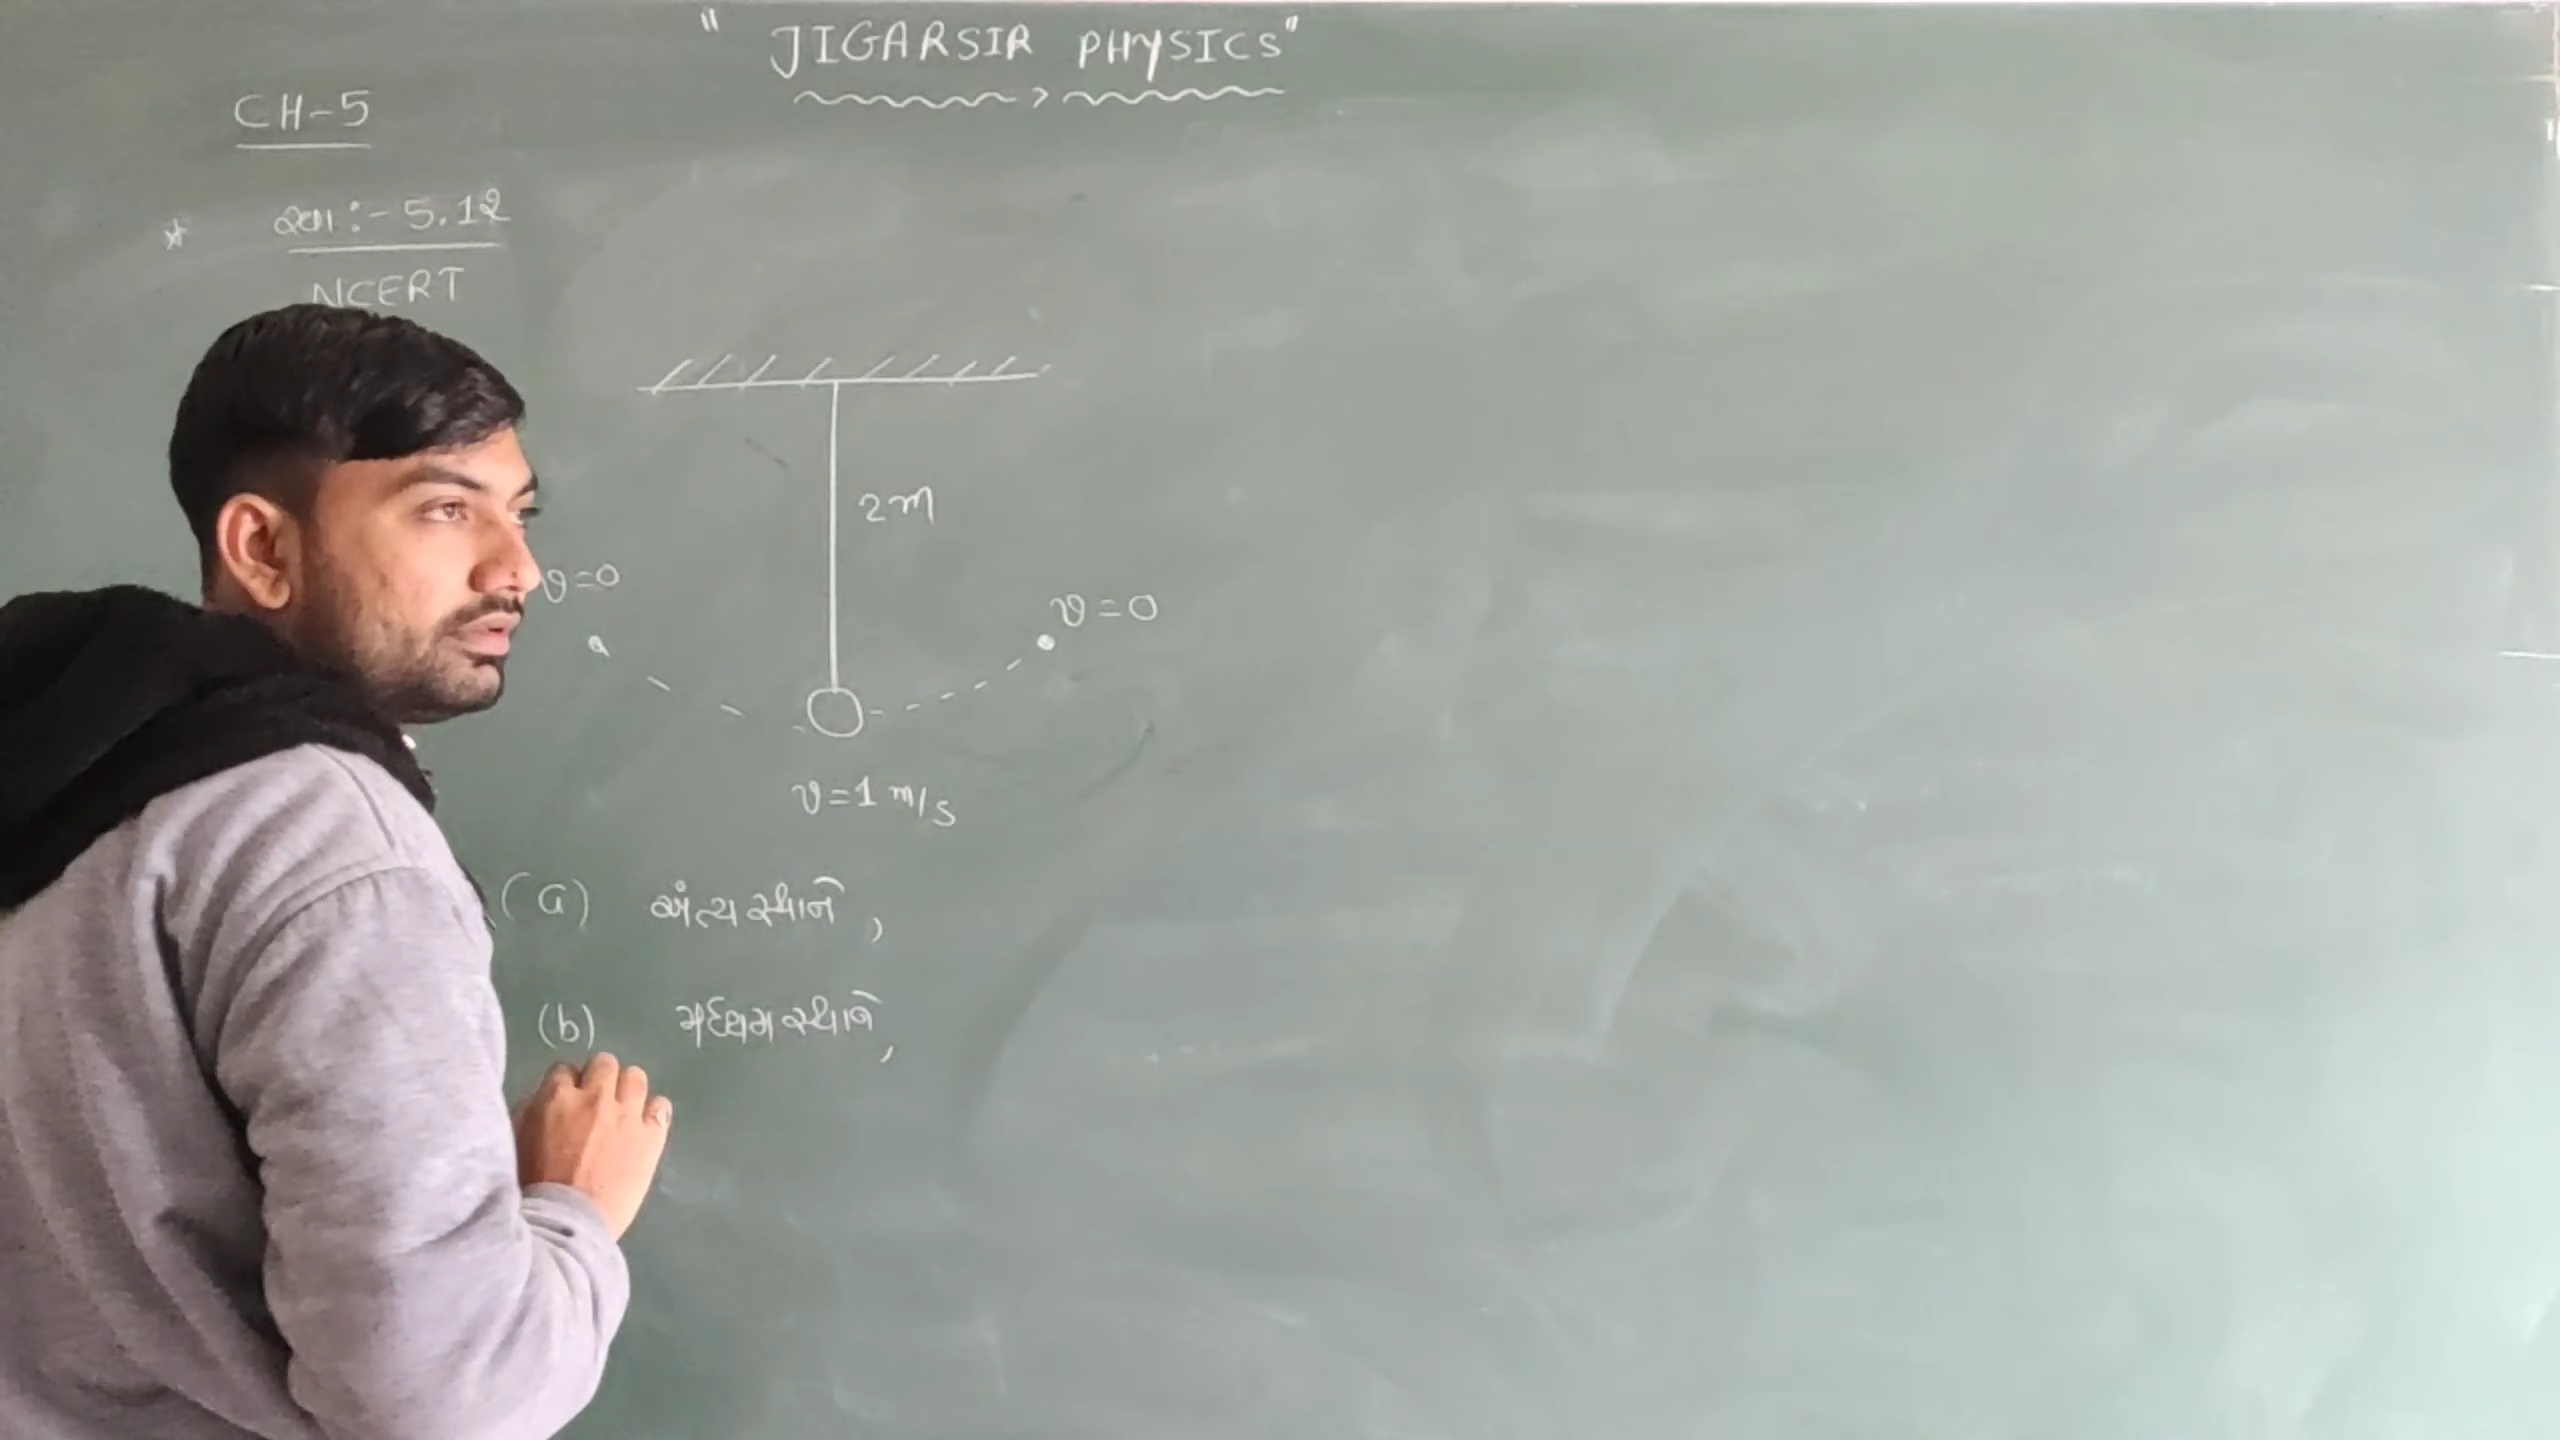 " JIGARSIR PHYSICS"
CH-5
* સ્વા:- 5.12
NCERT
2m
v=0
v=0
v=1 m/s
(a) અંત્ય સ્થાને,
(b) મધ્યમ સ્થાને,